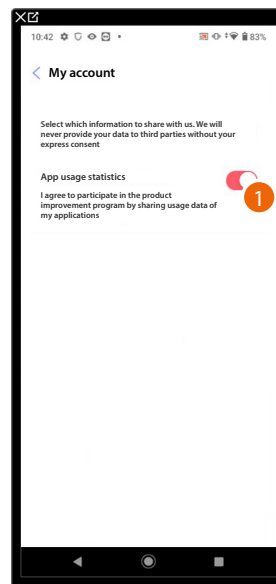 10:42
83%
My account
Select which information to share with us. We will
never provide your data to third parties without your
express consent
App usage statistics
I agree to participate in the product
improvement program by sharing usage data of
my applications
1